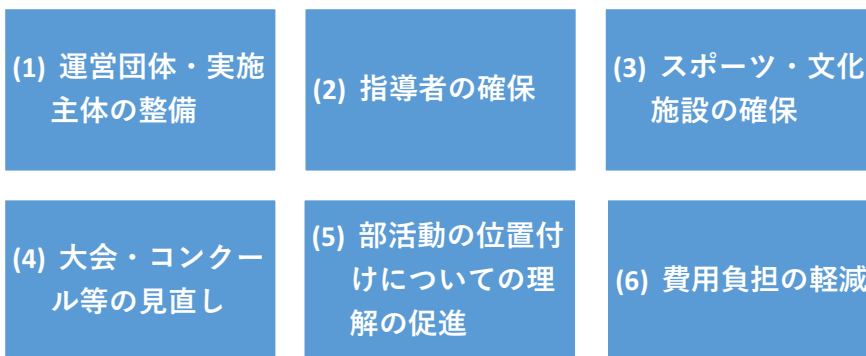 (1) 運営団体・実施
主体の整備
(2) 指導者の確保
(3) スポーツ・文化
施設の確保
(4) 大会・コンクー
ル等の見直し
(5) 部活動の位置付
けについての理
解の促進
(6) 費用負担の軽減